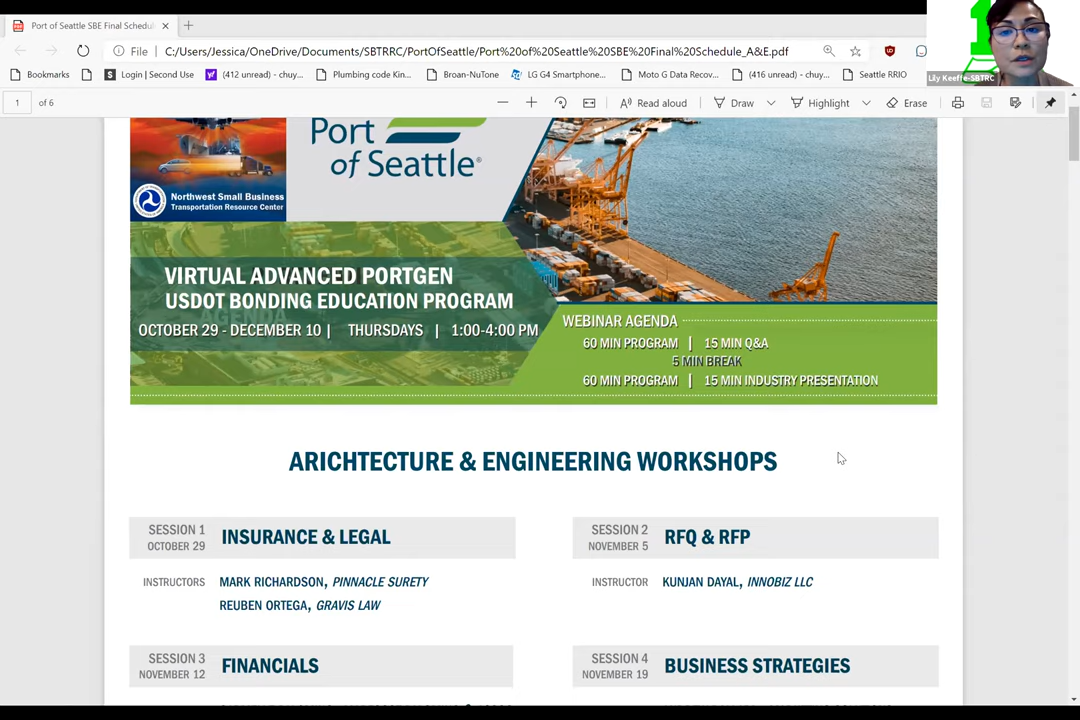 Port of Seattle SBE Final Schedul
File
C:/Users/Jessica/OneDrive/Documents/SBTRRC/PortOfSeattle/Port%20of%20Seattle%20SBE%20Final%20Schedule_A&E.pdf
Lily Keeffe-SBTRC
Bookmarks
Login | Second Use
(412 unread) - chuy...
Plumbing code Kin...
Broan-NuTone
LG G4 Smartphone...
Moto G Data Recov...
(416 unread) - chuy...
Seattle RRIO
1 of 6
Read aloud
Draw
Highlight
Erase
Port
of Seattle®
Northwest Small Business
Transportation Resource Center
VIRTUAL ADVANCED PORTGEN
USDOT BONDING EDUCATION PROGRAM
OCTOBER 29 - DECEMBER 10 | THURSDAYS | 1:00-4:00 PM
WEBINAR AGENDA
60 MIN PROGRAM | 15 MIN Q&A
5 MIN BREAK
60 MIN PROGRAM | 15 MIN INDUSTRY PRESENTATION
ARICHTECTURE & ENGINEERING WORKSHOPS
SESSION 1
OCTOBER 29
INSURANCE & LEGAL
INSTRUCTORS
MARK RICHARDSON, PINNACLE SURETY
REUBEN ORTEGA, GRAVIS LAW
SESSION 2
NOVEMBER 5
RFQ & RFP
INSTRUCTOR
KUNJAN DAYAL, INNOBIZ LLC
SESSION 3
NOVEMBER 12
FINANCIALS
SESSION 4
NOVEMBER 19
BUSINESS STRATEGIES